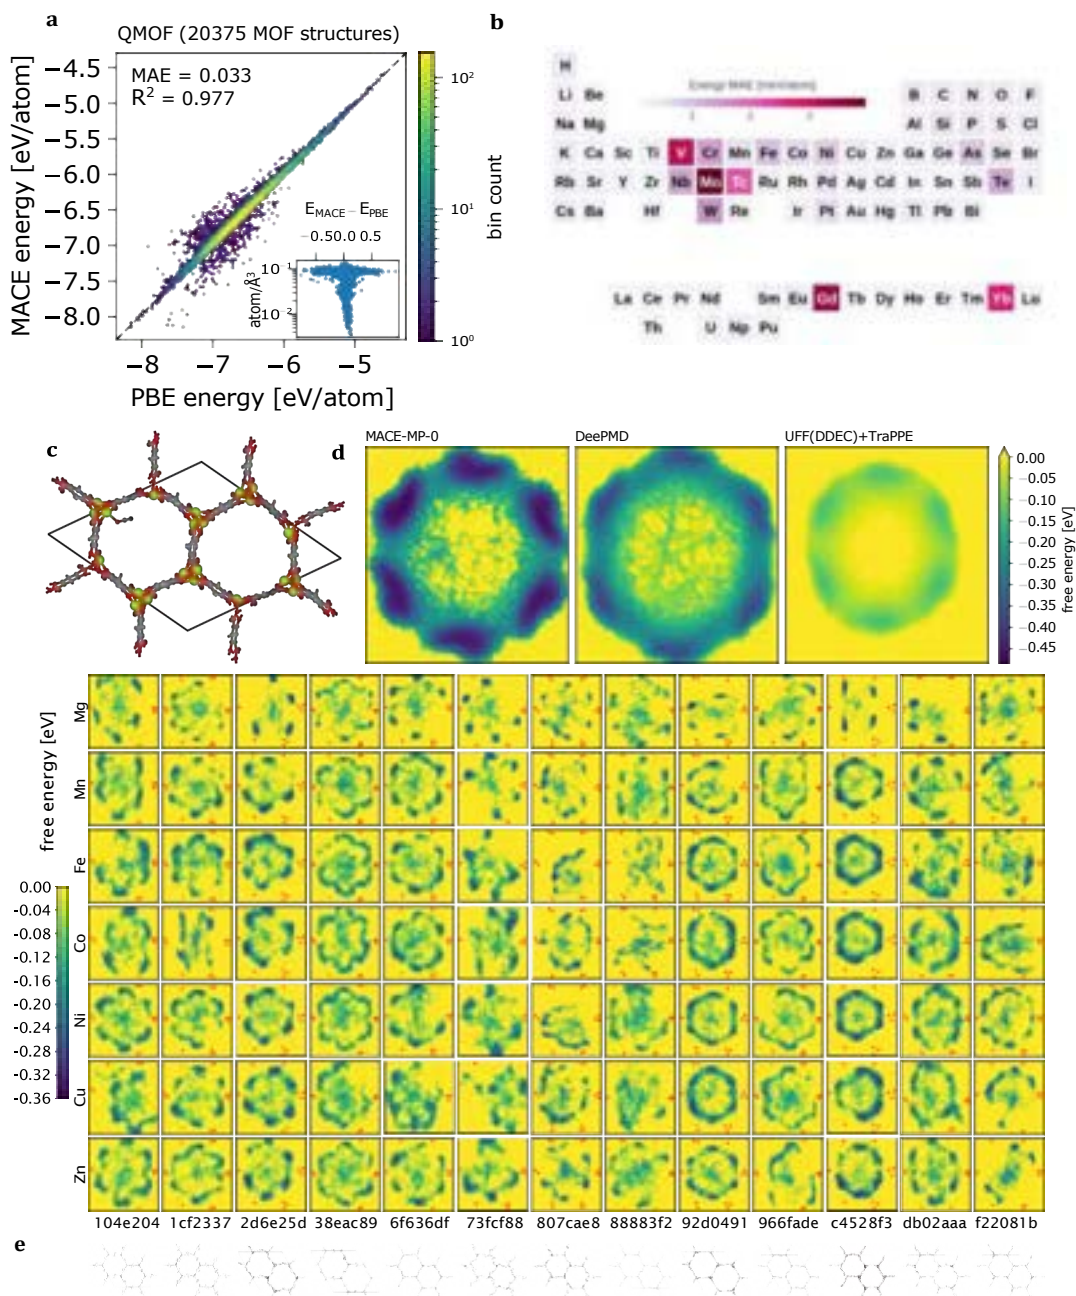 a
QMOF (20375 MOF structures)
MACE energy [eV/atom]
−4.5
−5.0
−5.5
−6.0
−6.5
−7.0
−7.5
−8.0
MAE = 0.033
R² = 0.977
E_MACE − E_PBE
−0.50.0 0.5
atom/Å³
10⁻¹
10⁻²
−8 −7 −6 −5
PBE energy [eV/atom]
10²
10¹
10⁰
bin count
b
H
Li Be B C N O F
Na Mg Al Si P S Cl
K Ca Sc Ti V Cr Mn Fe Co Ni Cu Zn Ga Ge As Se Br
Rb Sr Y Zr Nb Mo Tc Ru Rh Pd Ag Cd In Sn Sb Te I
Cs Ba Hf W Re Ir Pt Au Hg Tl Pb Bi
La Ce Pr Nd Sm Eu Gd Tb Dy Ho Er Tm Yb Lu
Th U Np Pu
Energy MAE
c
d
MACE-MP-0
DeePMD
UFF(DDEC)+TraPPE
0.00
−0.05
−0.10
−0.15
−0.20
−0.25
−0.30
−0.35
−0.40
−0.45
free energy [eV]
free energy [eV]
0.00
-0.04
-0.08
-0.12
-0.16
-0.20
-0.24
-0.28
-0.32
-0.36
Mg
Mn
Fe
Co
Ni
Cu
Zn
104e204 1cf2337 2d6e25d 38eac89 6f636df 73fcf88 807cae8 88883f2 92d0491 966fade c4528f3 db02aaa f22081b
e